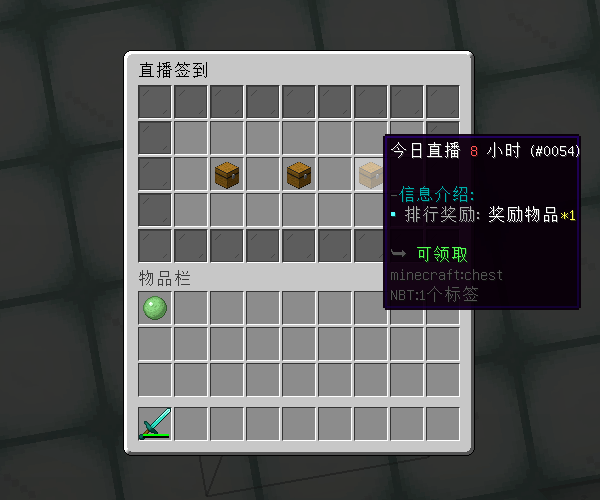 直播签到
今日直播 8 小时 (#0054)
-信息介绍:
▪ 排行奖励: 奖励物品*1
↪ 可领取
minecraft:chest
NBT:1个标签
物品栏